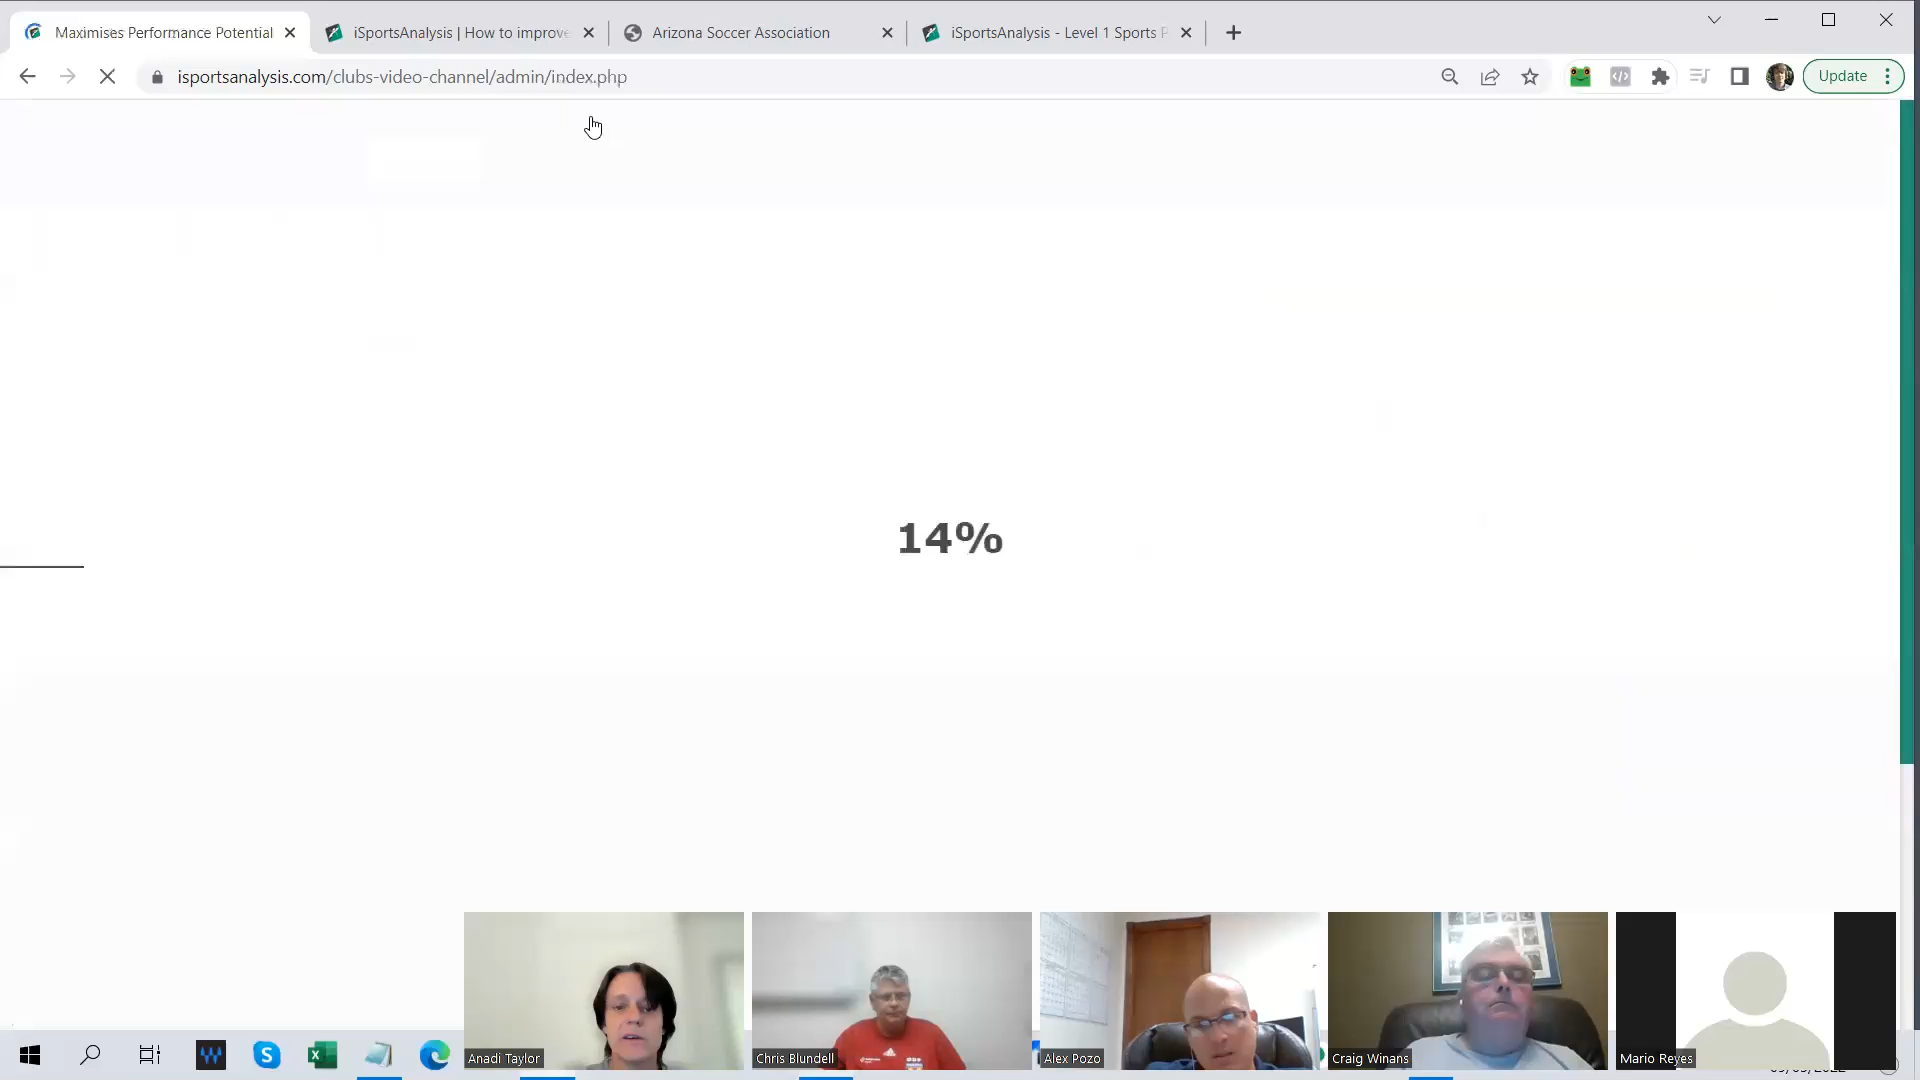 Maximises Performance Potential
iSportsAnalysis | How to improve
Arizona Soccer Association
iSportsAnalysis - Level 1 Sports P
isportsanalysis.com/clubs-video-channel/admin/index.php
Update
14%
Anadi Taylor
Chris Blundell
Alex Pozo
Craig Winans
Mario Reyes